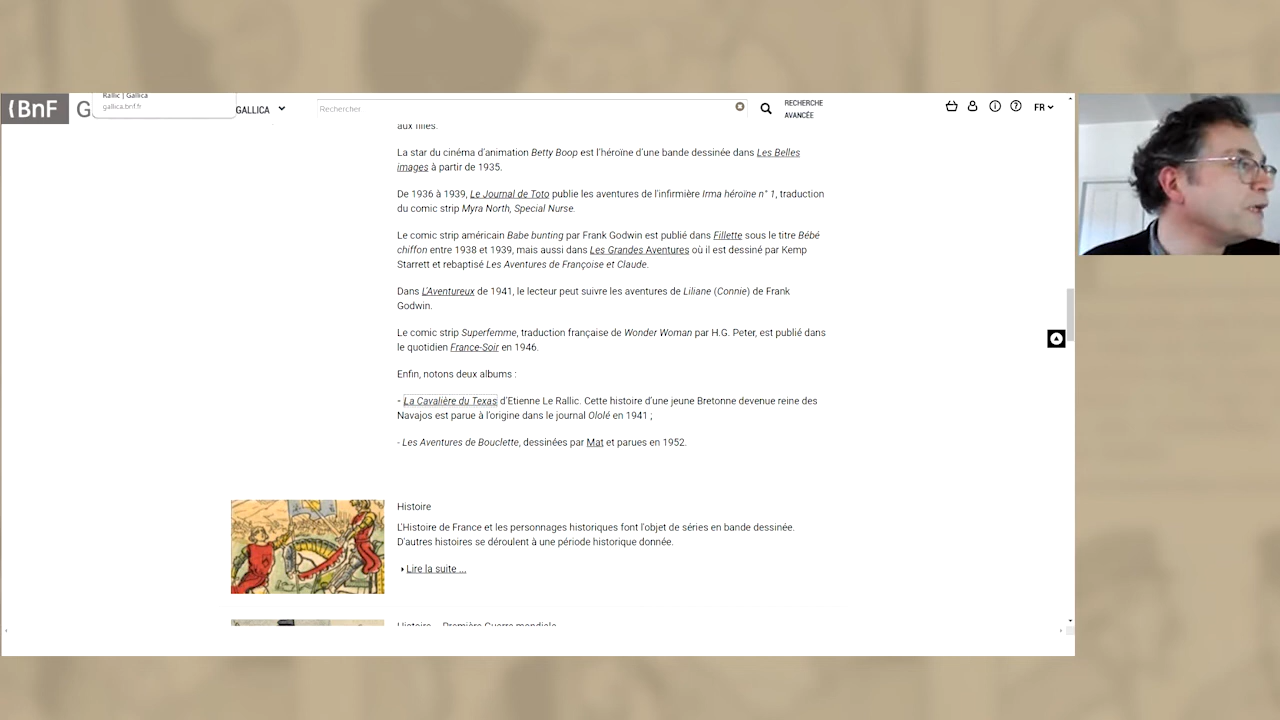 Rallic | Gallica
gallica.bnf.fr
BnF
G
GALLICA
Rechercher
RECHERCHE
AVANCÉE
FR
aux filles.
La star du cinéma d'animation Betty Boop est l'héroïne d'une bande dessinée dans Les Belles
images à partir de 1935.
De 1936 à 1939, Le Journal de Toto publie les aventures de l'infirmière Irma héroïne n° 1, traduction
du comic strip Myra North, Special Nurse.
Le comic strip américain Babe bunting par Frank Godwin est publié dans Fillette sous le titre Bébé
chiffon entre 1938 et 1939, mais aussi dans Les Grandes Aventures où il est dessiné par Kemp
Starrett et rebaptisé Les Aventures de Françoise et Claude.
Dans L'Aventureux de 1941, le lecteur peut suivre les aventures de Liliane (Connie) de Frank
Godwin.
Le comic strip Superfemme, traduction française de Wonder Woman par H.G. Peter, est publié dans
le quotidien France-Soir en 1946.
Enfin, notons deux albums :
- La Cavalière du Texas d'Etienne Le Rallic. Cette histoire d'une jeune Bretonne devenue reine des
Navajos est parue à l'origine dans le journal Ololé en 1941 ;
- Les Aventures de Bouclette, dessinées par Mat et parues en 1952.
Histoire
L'Histoire de France et les personnages historiques font l'objet de séries en bande dessinée.
D'autres histoires se déroulent à une période historique donnée.
Lire la suite ...
Histoire - Première Guerre mondiale